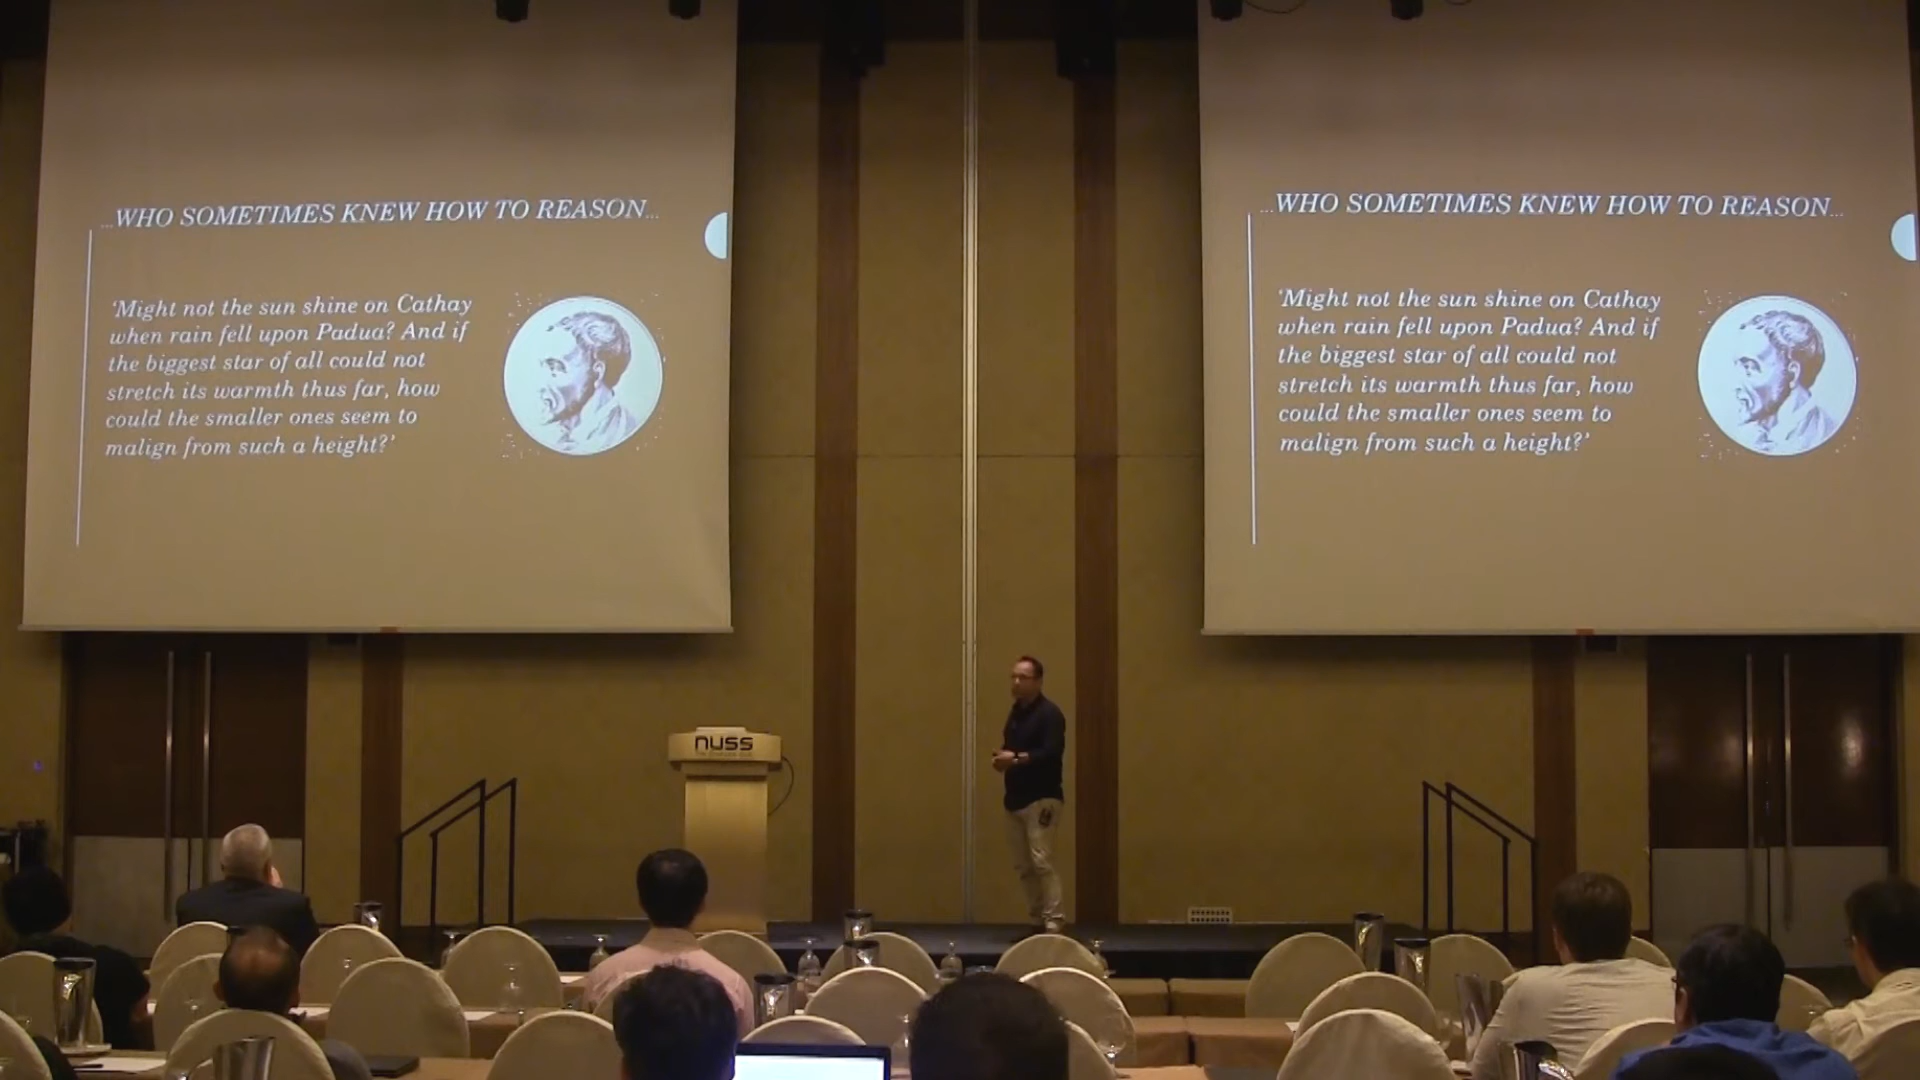 ...WHO SOMETIMES KNEW HOW TO REASON...
‘Might not the sun shine on Cathay
when rain fell upon Padua? And if
the biggest star of all could not
stretch its warmth thus far, how
could the smaller ones seem to
malign from such a height?’
...WHO SOMETIMES KNEW HOW TO REASON...
‘Might not the sun shine on Cathay
when rain fell upon Padua? And if
the biggest star of all could not
stretch its warmth thus far, how
could the smaller ones seem to
malign from such a height?’
nuss